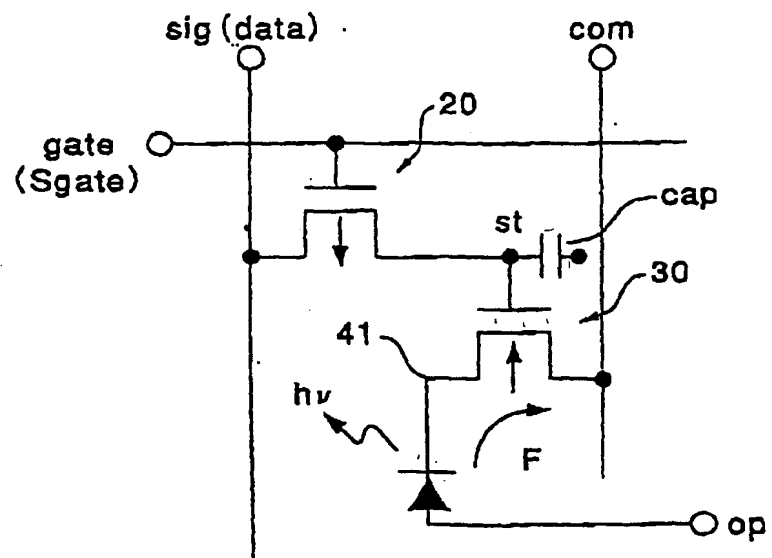 sig (data)
com
20
gate
(Sgate)
cap
st
30
41
hν
F
op